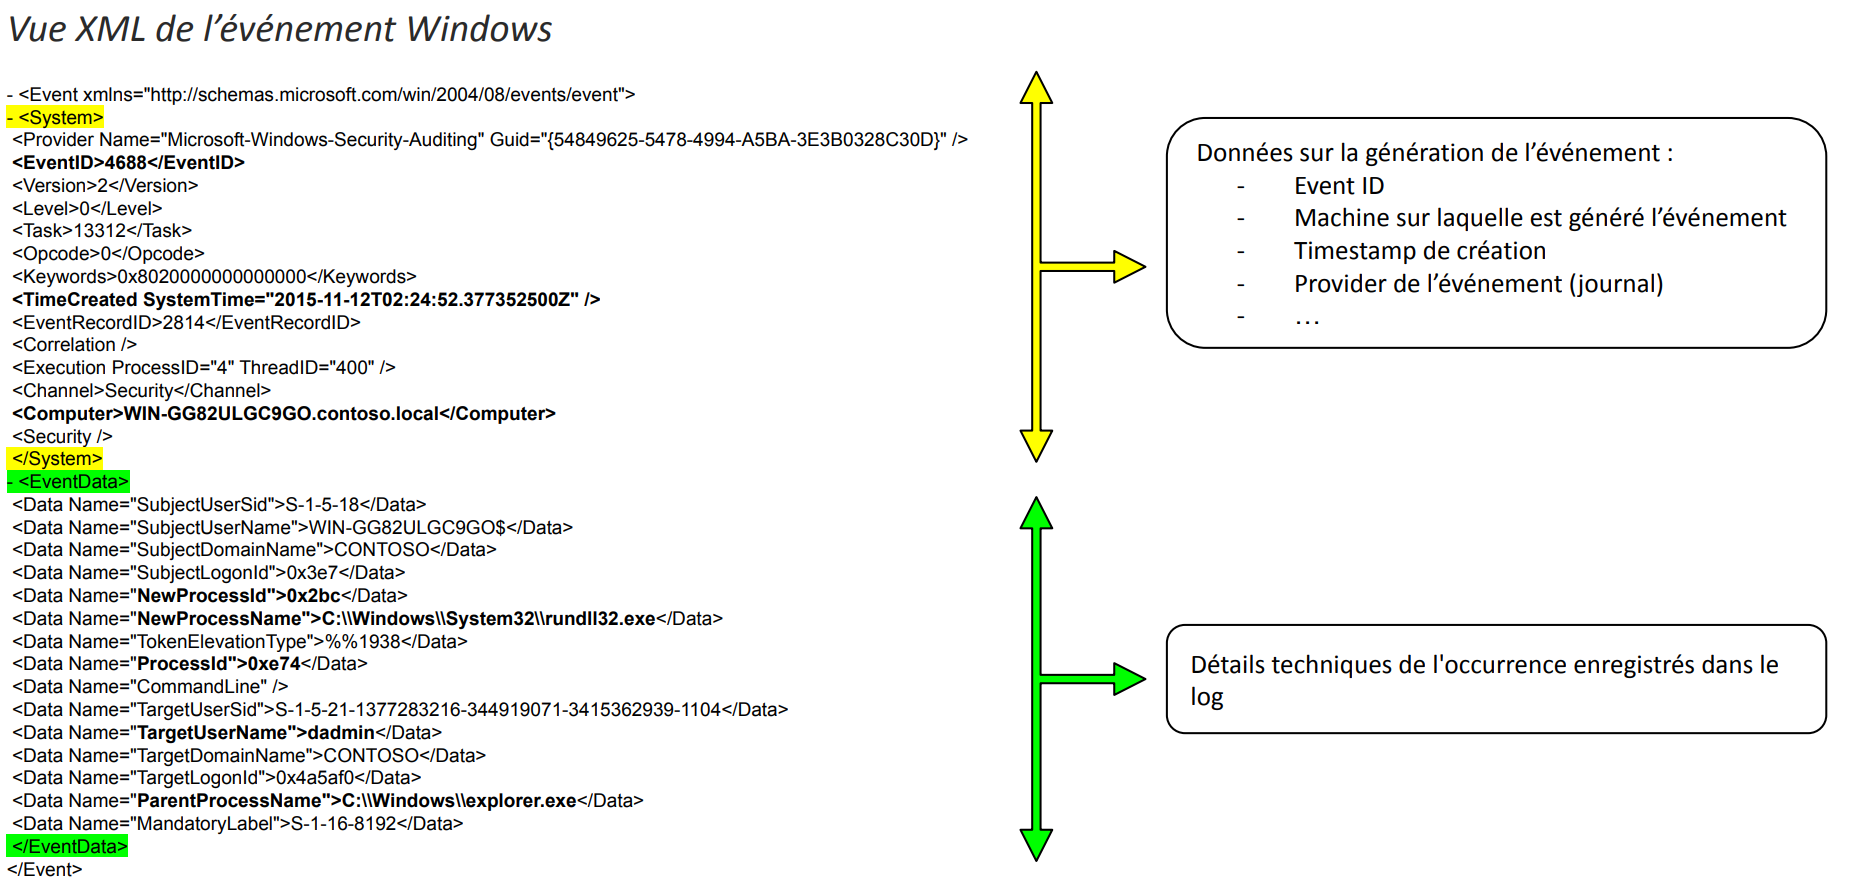 Vue XML de l’événement Windows
- <Event xmlns="http://schemas.microsoft.com/win/2004/08/events/event">
- <System>
<Provider Name="Microsoft-Windows-Security-Auditing" Guid="{54849625-5478-4994-A5BA-3E3B0328C30D}" />
<EventID>4688</EventID>
<Version>2</Version>
<Level>0</Level>
<Task>13312</Task>
<Opcode>0</Opcode>
<Keywords>0x8020000000000000</Keywords>
<TimeCreated SystemTime="2015-11-12T02:24:52.377352500Z" />
<EventRecordID>2814</EventRecordID>
<Correlation />
<Execution ProcessID="4" ThreadID="400" />
<Channel>Security</Channel>
<Computer>WIN-GG82ULGC9GO.contoso.local</Computer>
<Security />
</System>
- <EventData>
<Data Name="SubjectUserSid">S-1-5-18</Data>
<Data Name="SubjectUserName">WIN-GG82ULGC9GO$</Data>
<Data Name="SubjectDomainName">CONTOSO</Data>
<Data Name="SubjectLogonId">0x3e7</Data>
<Data Name="NewProcessId">0x2bc</Data>
<Data Name="NewProcessName">C:\\Windows\\System32\\rundll32.exe</Data>
<Data Name="TokenElevationType">%%1938</Data>
<Data Name="ProcessId">0xe74</Data>
<Data Name="CommandLine" />
<Data Name="TargetUserSid">S-1-5-21-1377283216-344919071-3415362939-1104</Data>
<Data Name="TargetUserName">dadmin</Data>
<Data Name="TargetDomainName">CONTOSO</Data>
<Data Name="TargetLogonId">0x4a5af0</Data>
<Data Name="ParentProcessName">C:\\Windows\\explorer.exe</Data>
<Data Name="MandatoryLabel">S-1-16-8192</Data>
</EventData>
</Event>
Données sur la génération de l’événement :
- Event ID
- Machine sur laquelle est généré l’événement
- Timestamp de création
- Provider de l’événement (journal)
- …
Détails techniques de l'occurrence enregistrés dans le
log